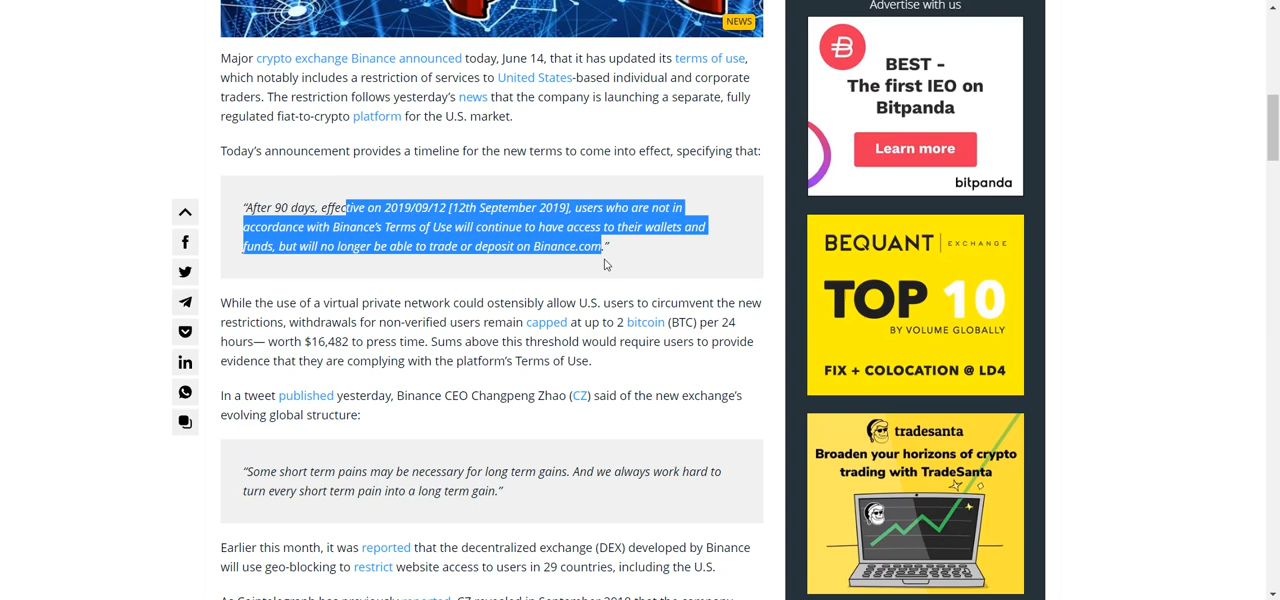 NEWS
Major crypto exchange Binance announced today, June 14, that it has updated its terms of use,
which notably includes a restriction of services to United States-based individual and corporate
traders. The restriction follows yesterday’s news that the company is launching a separate, fully
regulated fiat-to-crypto platform for the U.S. market.
Today’s announcement provides a timeline for the new terms to come into effect, specifying that:
“After 90 days, effective on 2019/09/12 [12th September 2019], users who are not in
accordance with Binance’s Terms of Use will continue to have access to their wallets and
funds, but will no longer be able to trade or deposit on Binance.com.”
While the use of a virtual private network could ostensibly allow U.S. users to circumvent the new
restrictions, withdrawals for non-verified users remain capped at up to 2 bitcoin (BTC) per 24
hours— worth $16,482 to press time. Sums above this threshold would require users to provide
evidence that they are complying with the platform’s Terms of Use.
In a tweet published yesterday, Binance CEO Changpeng Zhao (CZ) said of the new exchange’s
evolving global structure:
“Some short term pains may be necessary for long term gains. And we always work hard to
turn every short term pain into a long term gain.”
Earlier this month, it was reported that the decentralized exchange (DEX) developed by Binance
will use geo-blocking to restrict website access to users in 29 countries, including the U.S.
As Cointelegraph has previously reported, CZ revealed in September 2018 that the company
Advertise with us
BEST -
The first IEO on
Bitpanda
Learn more
bitpanda
BEQUANT EXCHANGE
TOP 10
BY VOLUME GLOBALLY
FIX + COLOCATION @ LD4
tradesanta
Broaden your horizons of crypto
trading with TradeSanta